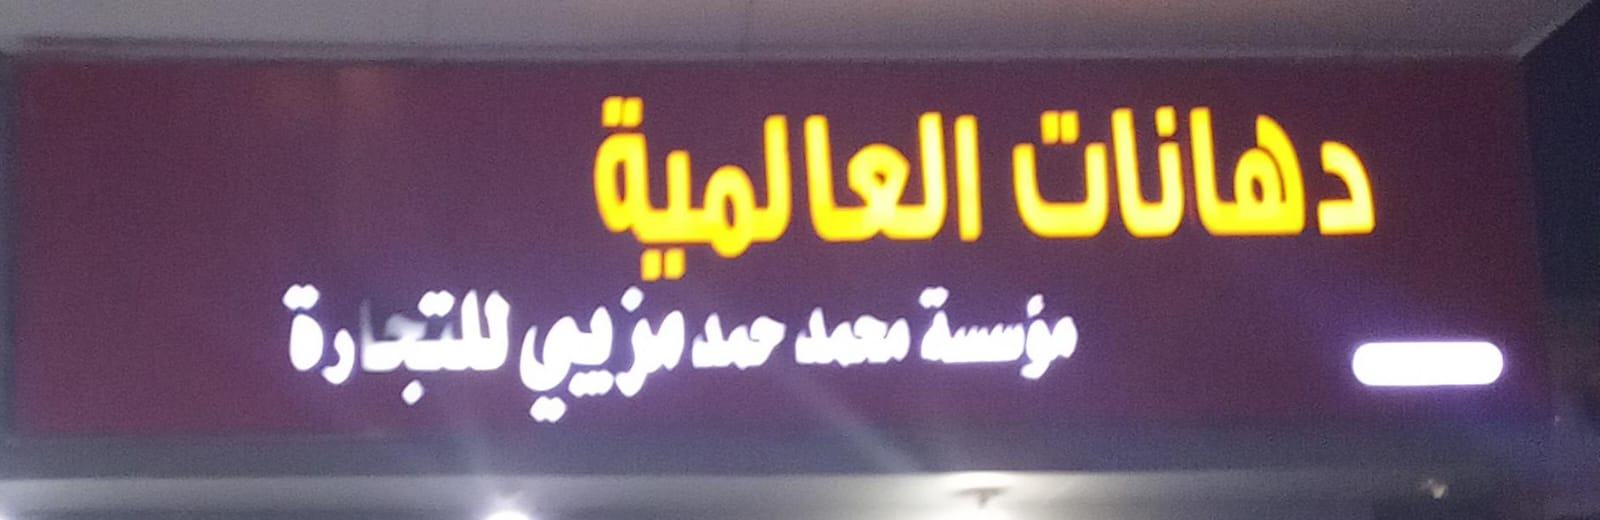 دهانات العالمية
مؤسسة محمد حمد مزيي للتجارة